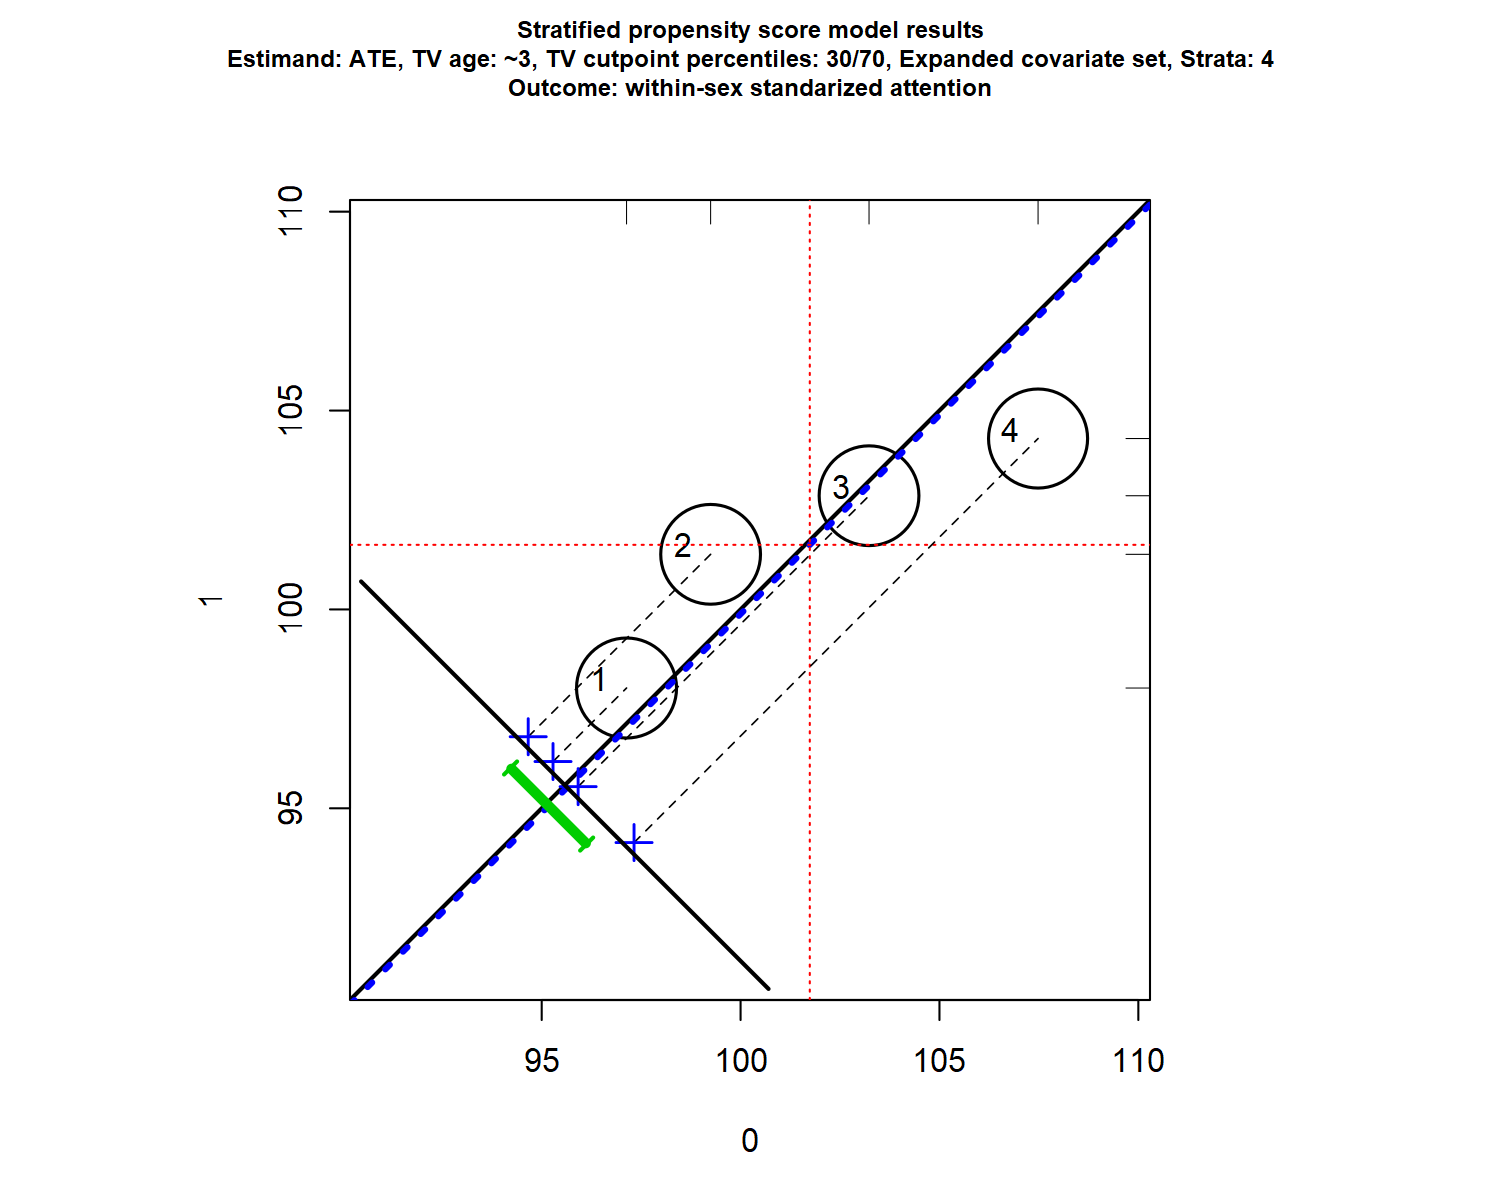 Stratified propensity score model results
Estimand: ATE, TV age: ~3, TV cutpoint percentiles: 30/70, Expanded covariate set, Strata: 4
Outcome: within-sex standarized attention
110
105
100
95
1
4
3
2
1
95 100 105 110
0